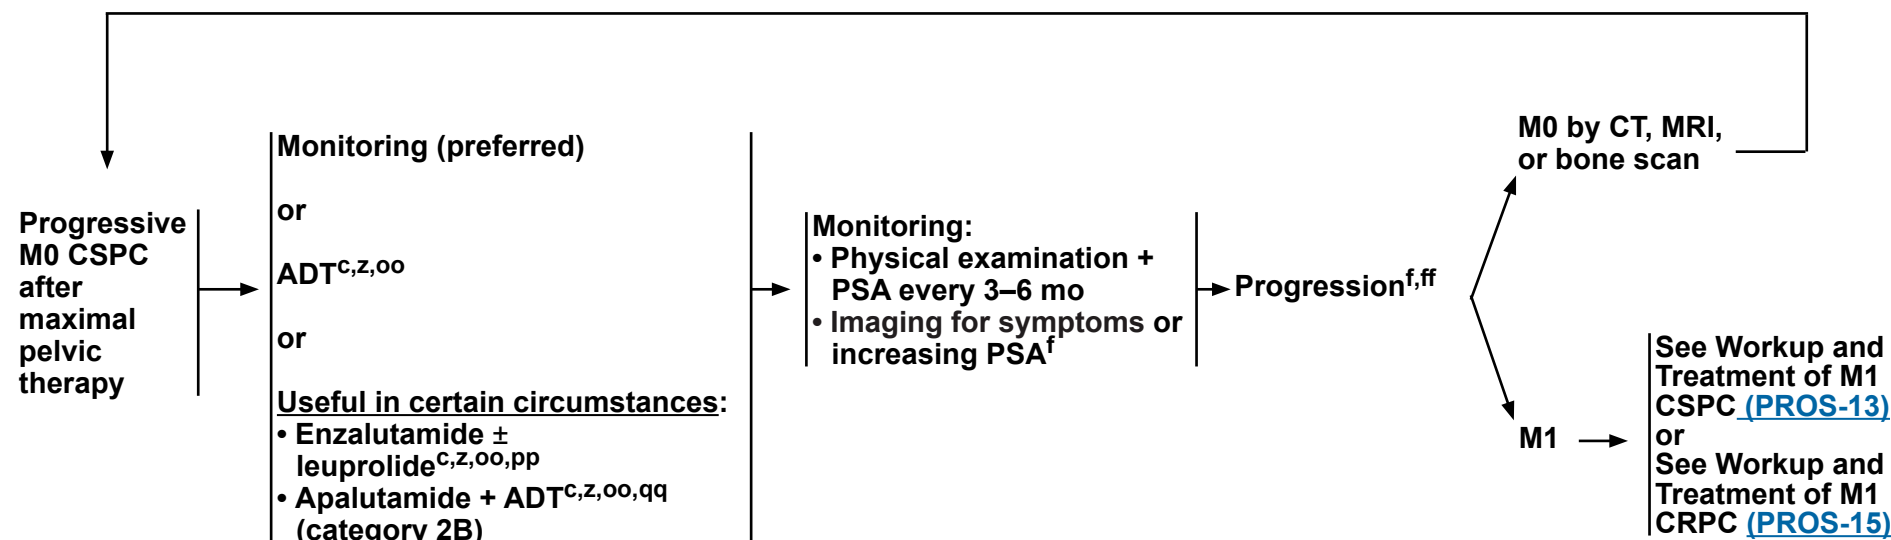 Progressive
M0 CSPC
after
maximal
pelvic
therapy
Monitoring (preferred)
or
ADTc,z,oo
or
Useful in certain circumstances:
• Enzalutamide ±
leuprolidec,z,oo,pp
• Apalutamide + ADTc,z,oo,qq
(category 2B)
Monitoring:
• Physical examination +
PSA every 3–6 mo
• Imaging for symptoms or
increasing PSAf
Progressionf,ff
M0 by CT, MRI,
or bone scan
M1
See Workup and
Treatment of M1
CSPC (PROS-13)
or
See Workup and
Treatment of M1
CRPC (PROS-15)